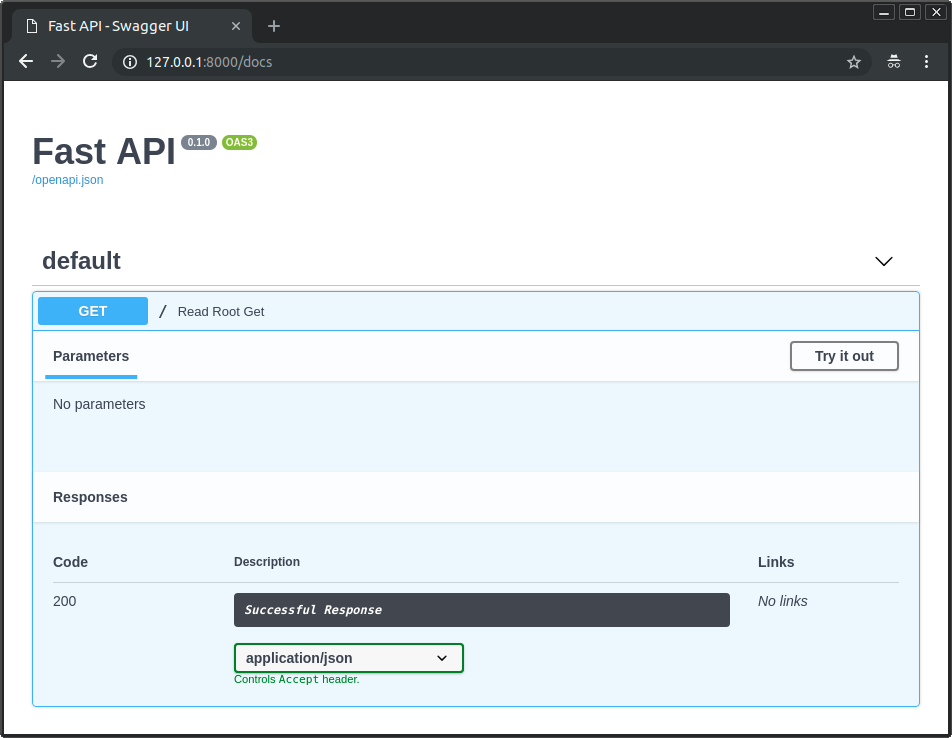 Fast API - Swagger UI
127.0.0.1:8000/docs
Fast API 0.1.0 OAS3
/openapi.json
default
GET / Read Root Get
Parameters Try it out
No parameters
Responses
Code Description Links
200 Successful Response No links
application/json
Controls Accept header.